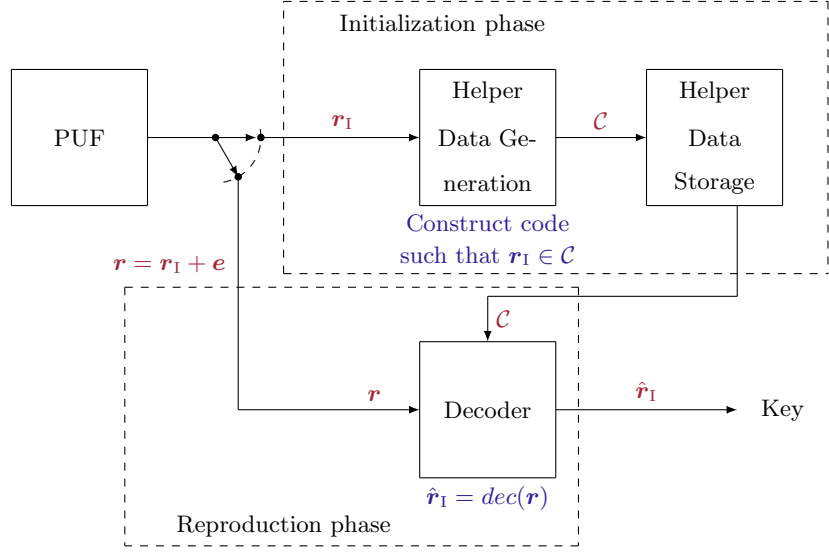 Initialization phase
PUF
r_I
Helper
Data Ge-
neration
C
Helper
Data
Storage
Construct code
such that r_I ∈ C
r = r_I + e
C
r
Decoder
r̂_I
Key
r̂_I = dec(r)
Reproduction phase